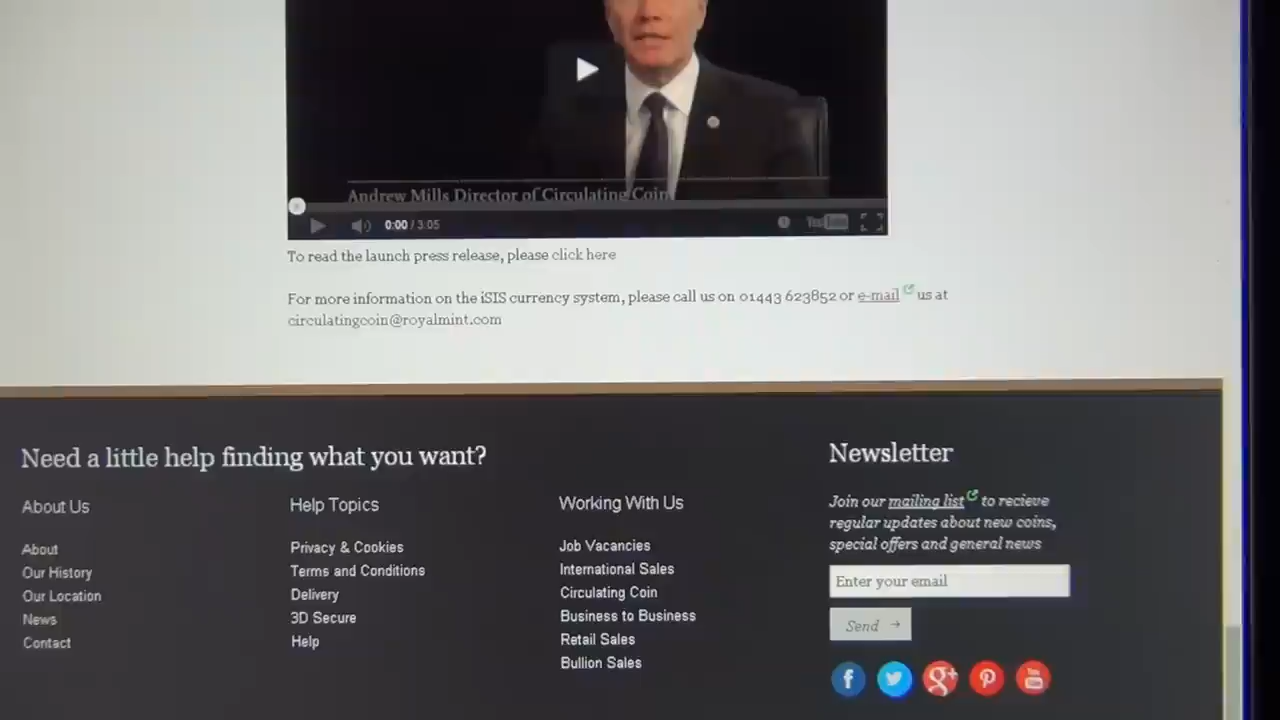 Andrew Mills Director of Circulating Coin
0:00 / 3:05
YouTube
To read the launch press release, please click here
For more information on the iSIS currency system, please call us on 01443 623852 or e-mail us at
circulatingcoin@royalmint.com
Need a little help finding what you want?
About Us
About
Our History
Our Location
News
Contact
Help Topics
Privacy & Cookies
Terms and Conditions
Delivery
3D Secure
Help
Working With Us
Job Vacancies
International Sales
Circulating Coin
Business to Business
Retail Sales
Bullion Sales
Newsletter
Join our mailing list to recieve
regular updates about new coins,
special offers and general news
Enter your email
Send
f
g+
You
Tube